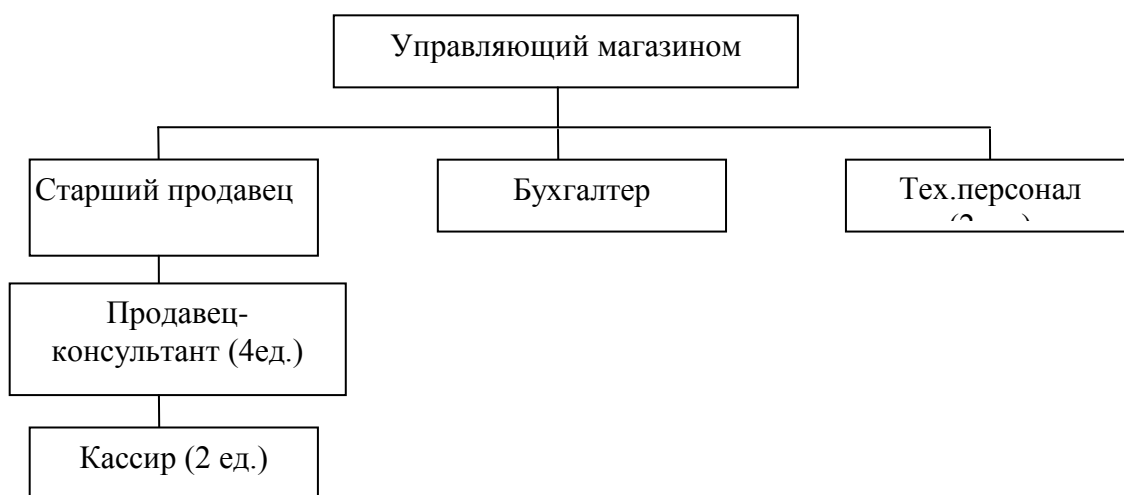 Управляющий магазином
Старший продавец
Бухгалтер
Тех.персонал
Продавец-
консультант (4ед.)
Кассир (2 ед.)